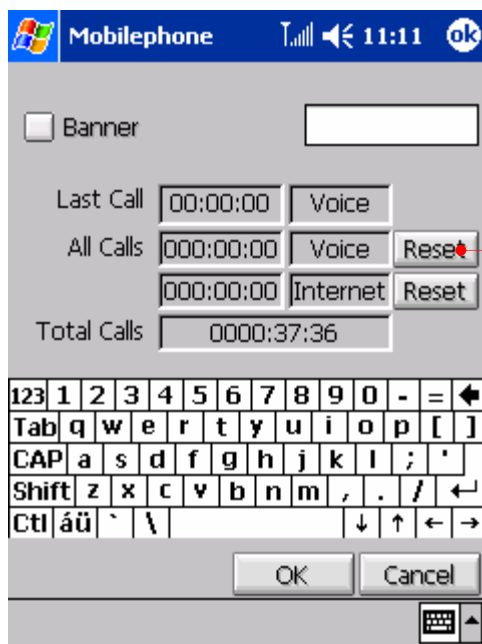 Mobilephone 11:11 ok
Banner
Last Call 00:00:00 Voice
All Calls 000:00:00 Voice Reset
000:00:00 Internet Reset
Total Calls 0000:37:36
123 1 2 3 4 5 6 7 8 9 0 - = ←
Tab q w e r t y u i o p [ ]
CAP a s d f g h j k l ; '
Shift z x c v b n m , . / ↵
Ctl áü ` \ ↓ ↑ ← →
OK Cancel